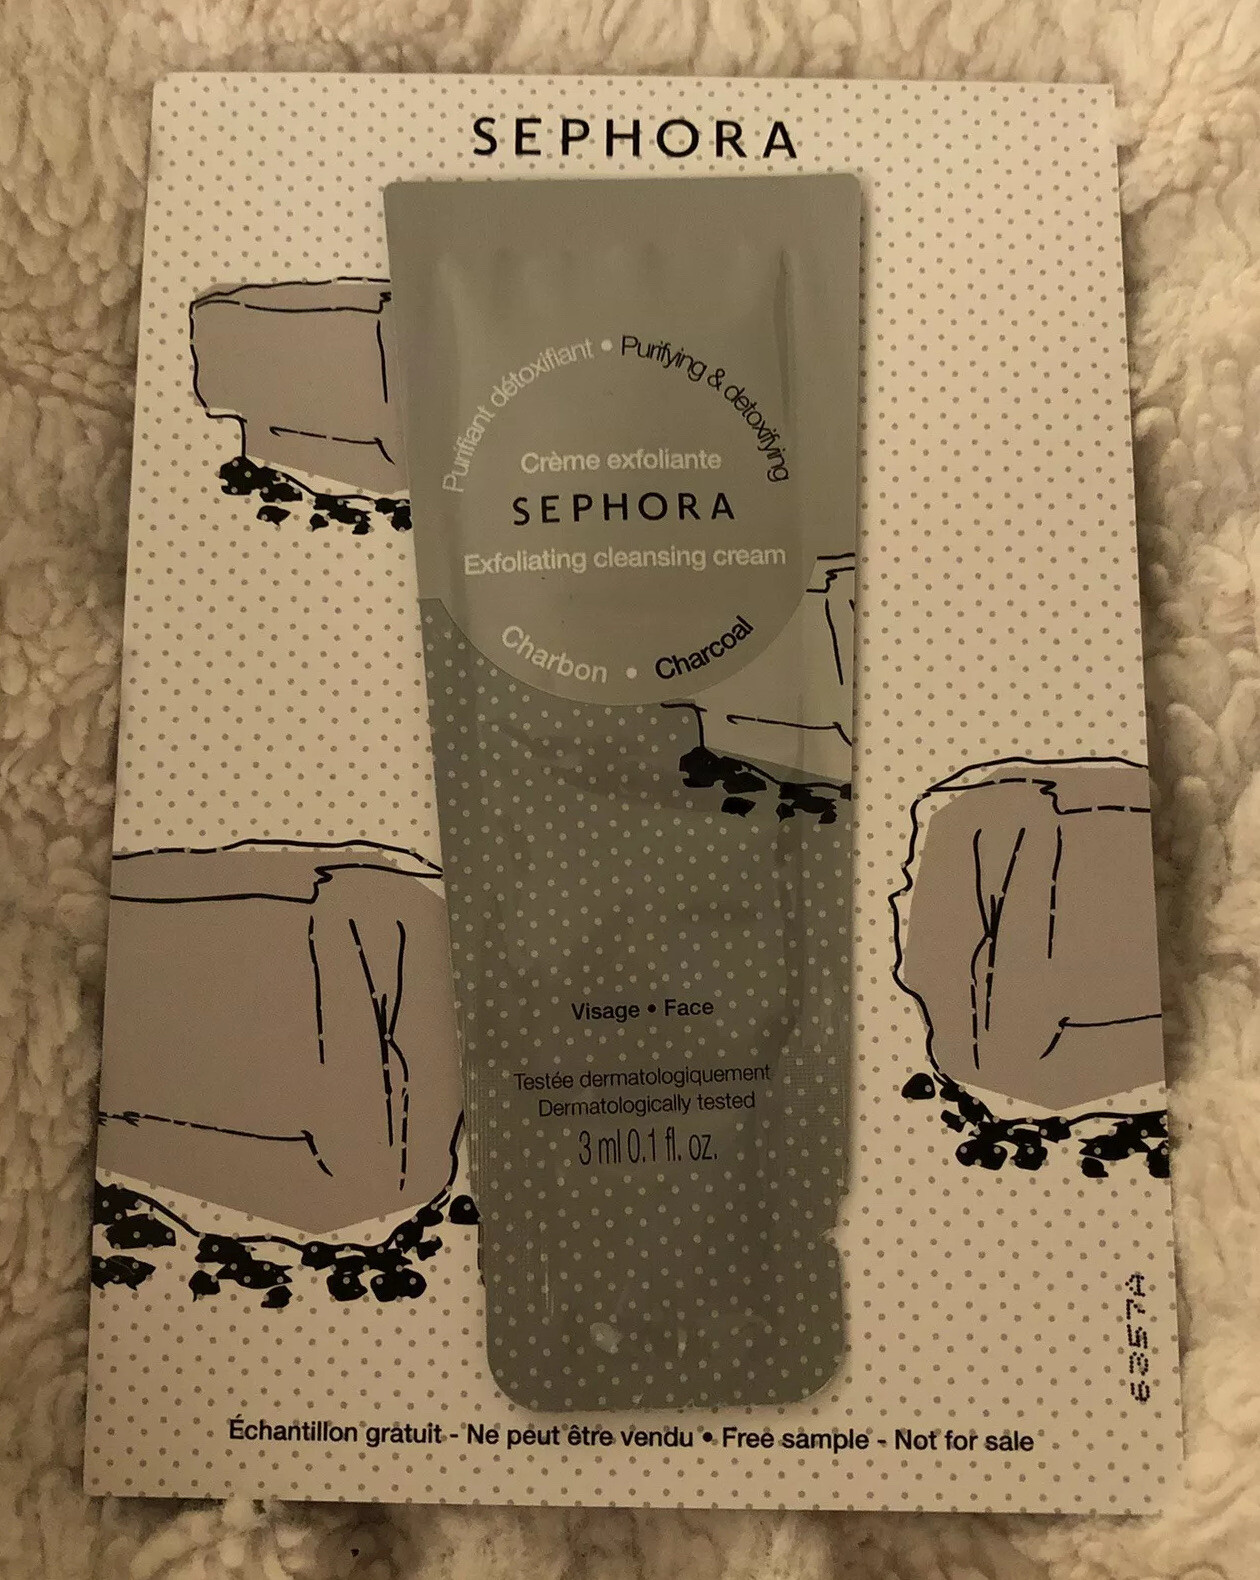 SEPHORA
Purifiant détoxifiant • Purifying & detoxifying
Crème exfoliante
SEPHORA
Exfoliating cleansing cream
Charbon • Charcoal
Visage • Face
Testée dermatologiquement
Dermatologically tested
3 ml 0.1 fl. oz.
6357A
Échantillon gratuit - Ne peut être vendu • Free sample - Not for sale